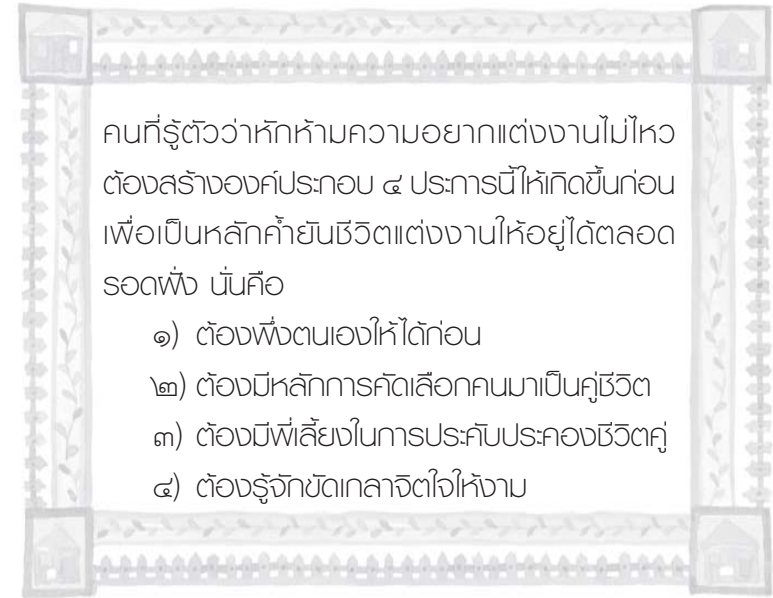 คนที่รู้ตัวว่าหักห้ามความอยากแต่งงานไม่ไหว
ต้องสร้างองค์ประกอบ ๔ ประการนี้ให้เกิดขึ้นก่อน
เพื่อเป็นหลักค้ำยันชีวิตแต่งงานให้อยู่ได้ตลอด
รอดฝั่ง นั่นคือ
๑) ต้องพึ่งตนเองให้ได้ก่อน
\๒) ต้องมีหลักการคัดเลือกคนมาเป็นคู่ชีวิต
๓) ต้องมีพี่เลี้ยงในการประคับประคองชีวิตคู่
๔) ต้องรู้จักขัดเกลาจิตใจให้งาม